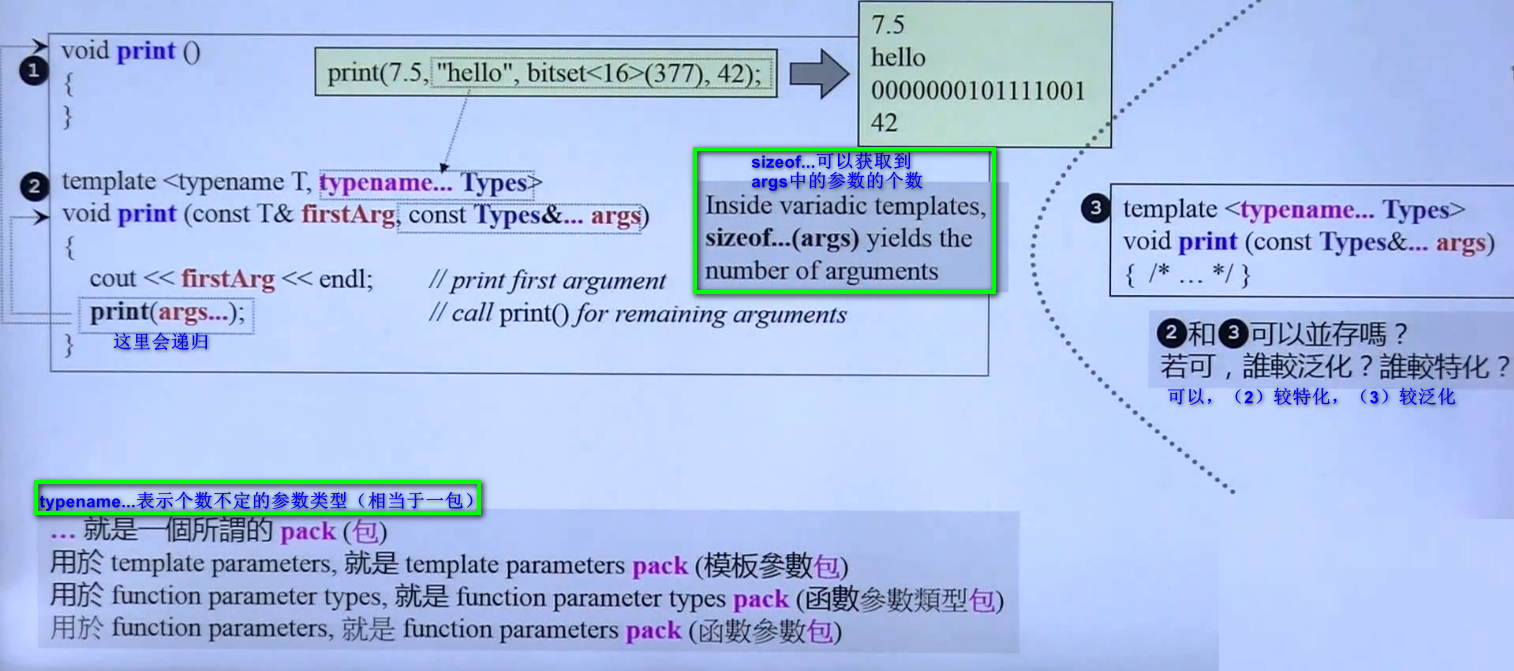 void print ()
{
}
print(7.5, "hello", bitset<16>(377), 42);
7.5
hello
0000000101111001
42
1
2
template <typename T, typename... Types>
void print (const T& firstArg, const Types&... args)
{
cout << firstArg << endl; // print first argument
print(args...); // call print() for remaining arguments
这里会递归
}
sizeof...可以获取到
args中的参数的个数
Inside variadic templates,
sizeof...(args) yields the
number of arguments
3
template <typename... Types>
void print (const Types&... args)
{ /* ... */ }
2和3可以並存嗎？
若可，誰較泛化？誰較特化？
可以，（2）较特化，（3）较泛化
typename...表示个数不定的参数类型（相当于一包）
... 就是一個所謂的 pack (包)
用於 template parameters, 就是 template parameters pack (模板參數包)
用於 function parameter types, 就是 function parameter types pack (函數參數類型包)
用於 function parameters, 就是 function parameters pack (函數參數包)